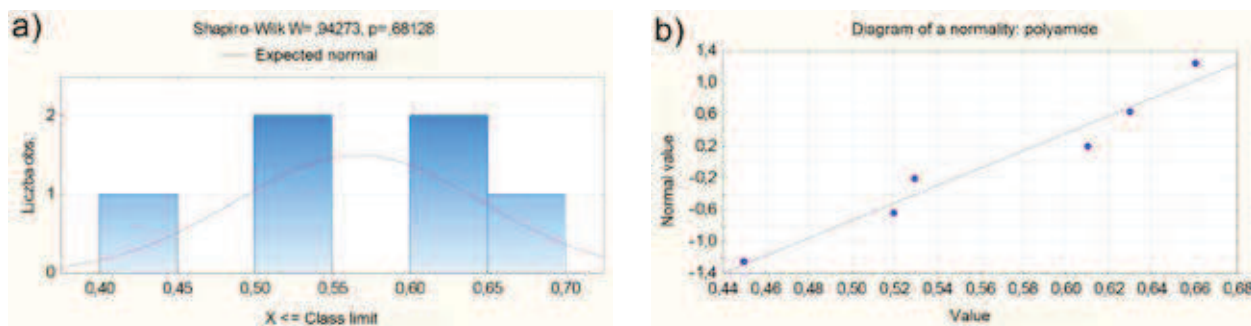 a)
Shapiro-Wilk W= ,94273, p= ,68128
Expected normal
Liczba obs.
2
1
0
0,40 0,45 0,50 0,55 0,60 0,65 0,70
X <= Class limit
b)
Diagram of a normality: polyamide
Normal value
1,4
1,0
0,6
0,2
-0,2
-0,6
-1,0
-1,4
0,44 0,46 0,48 0,50 0,52 0,54 0,56 0,58 0,60 0,62 0,64 0,66 0,68
Value